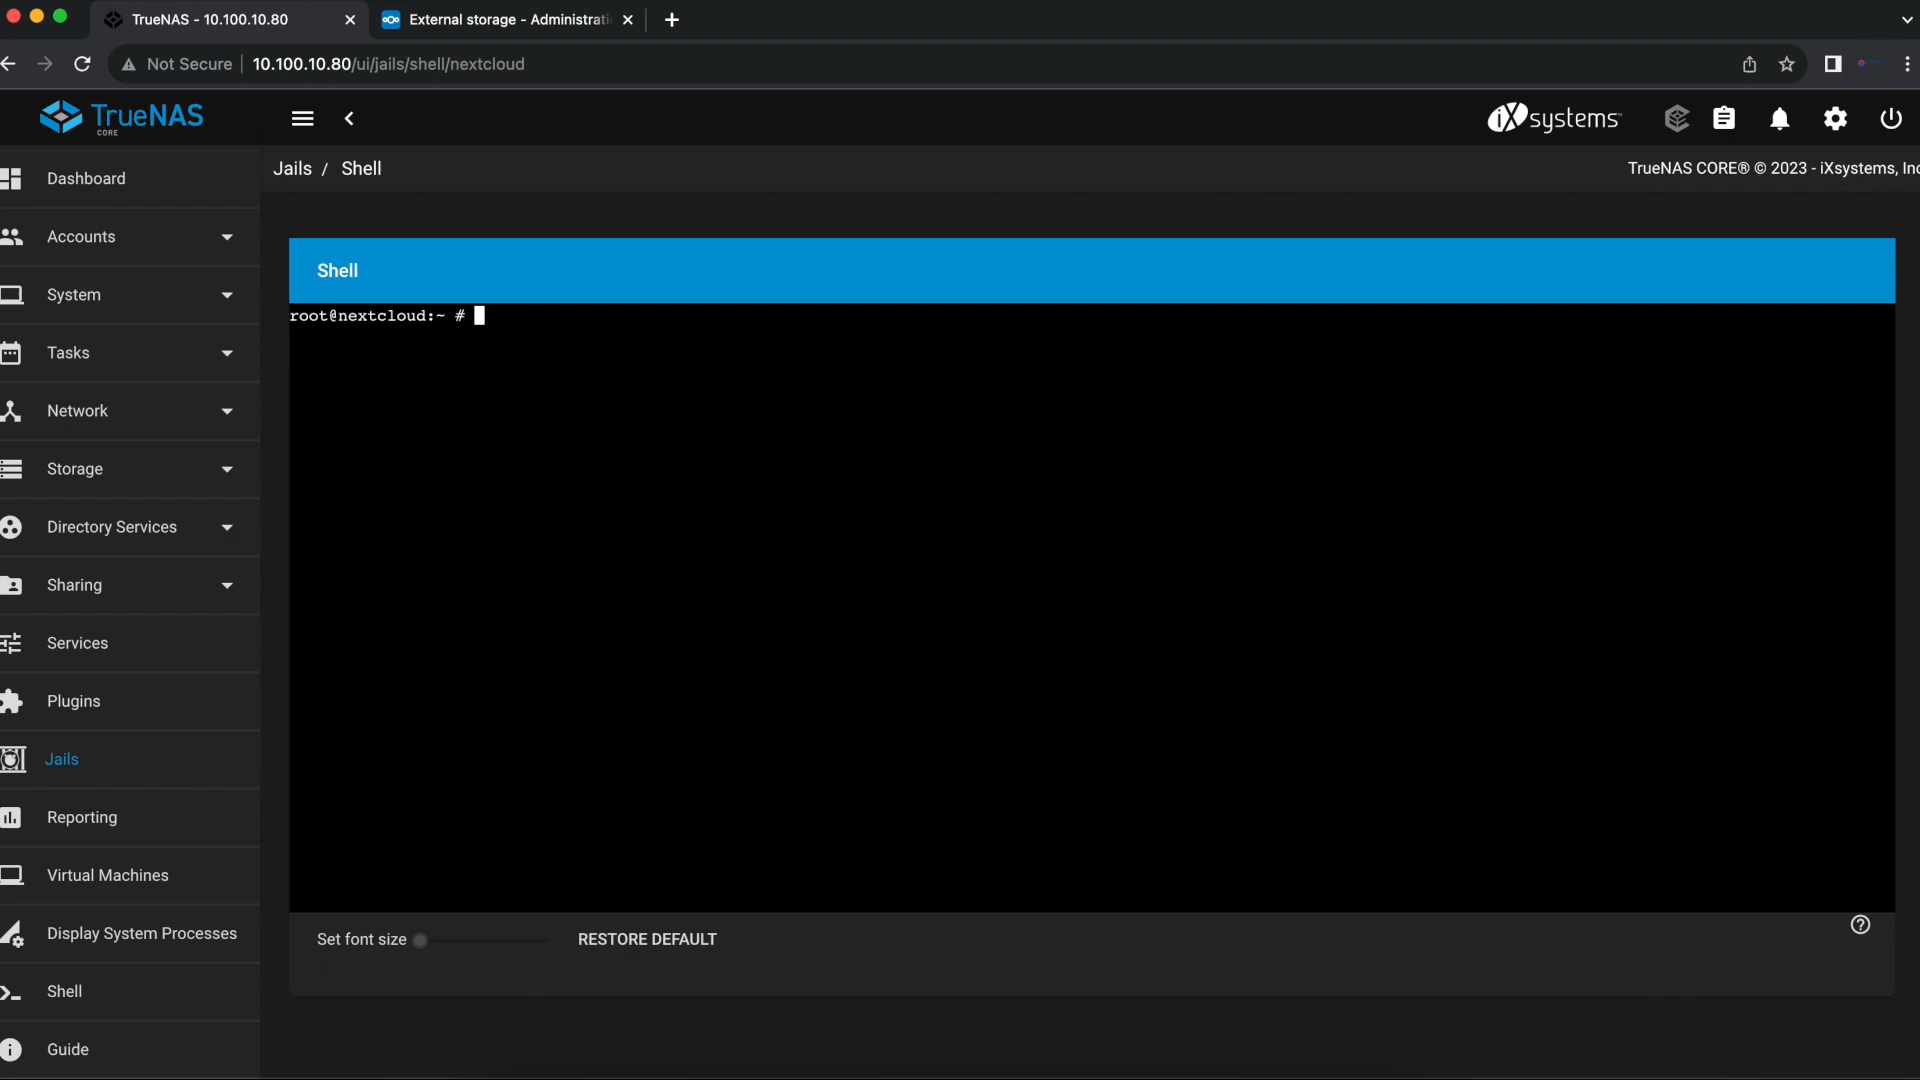 TrueNAS - 10.100.10.80
External storage - Administrati
Not Secure
10.100.10.80/ui/jails/shell/nextcloud
TrueNAS
CORE
iXsystems™
Dashboard
Accounts
System
Tasks
Network
Storage
Directory Services
Sharing
Services
Plugins
Jails
Reporting
Virtual Machines
Display System Processes
Shell
Guide
Jails / Shell
TrueNAS CORE® © 2023 - iXsystems, Inc
Shell
root@nextcloud:~ #
Set font size
RESTORE DEFAULT